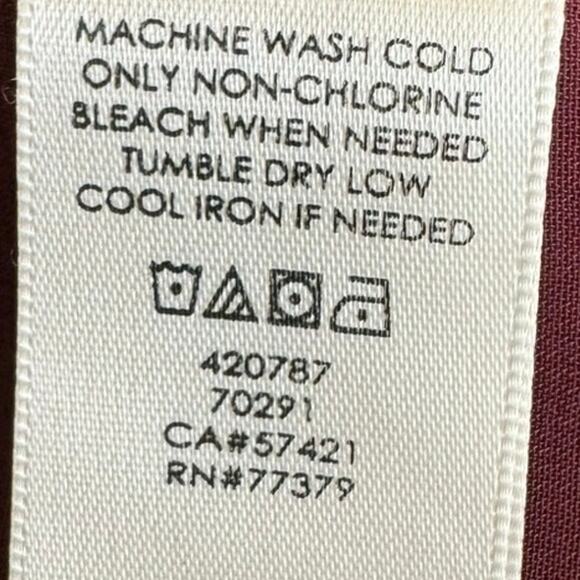 MACHINE WASH COLD
ONLY NON-CHLORINE
BLEACH WHEN NEEDED
TUMBLE DRY LOW
COOL IRON IF NEEDED
420787
70291
CA#57421
RN#77379